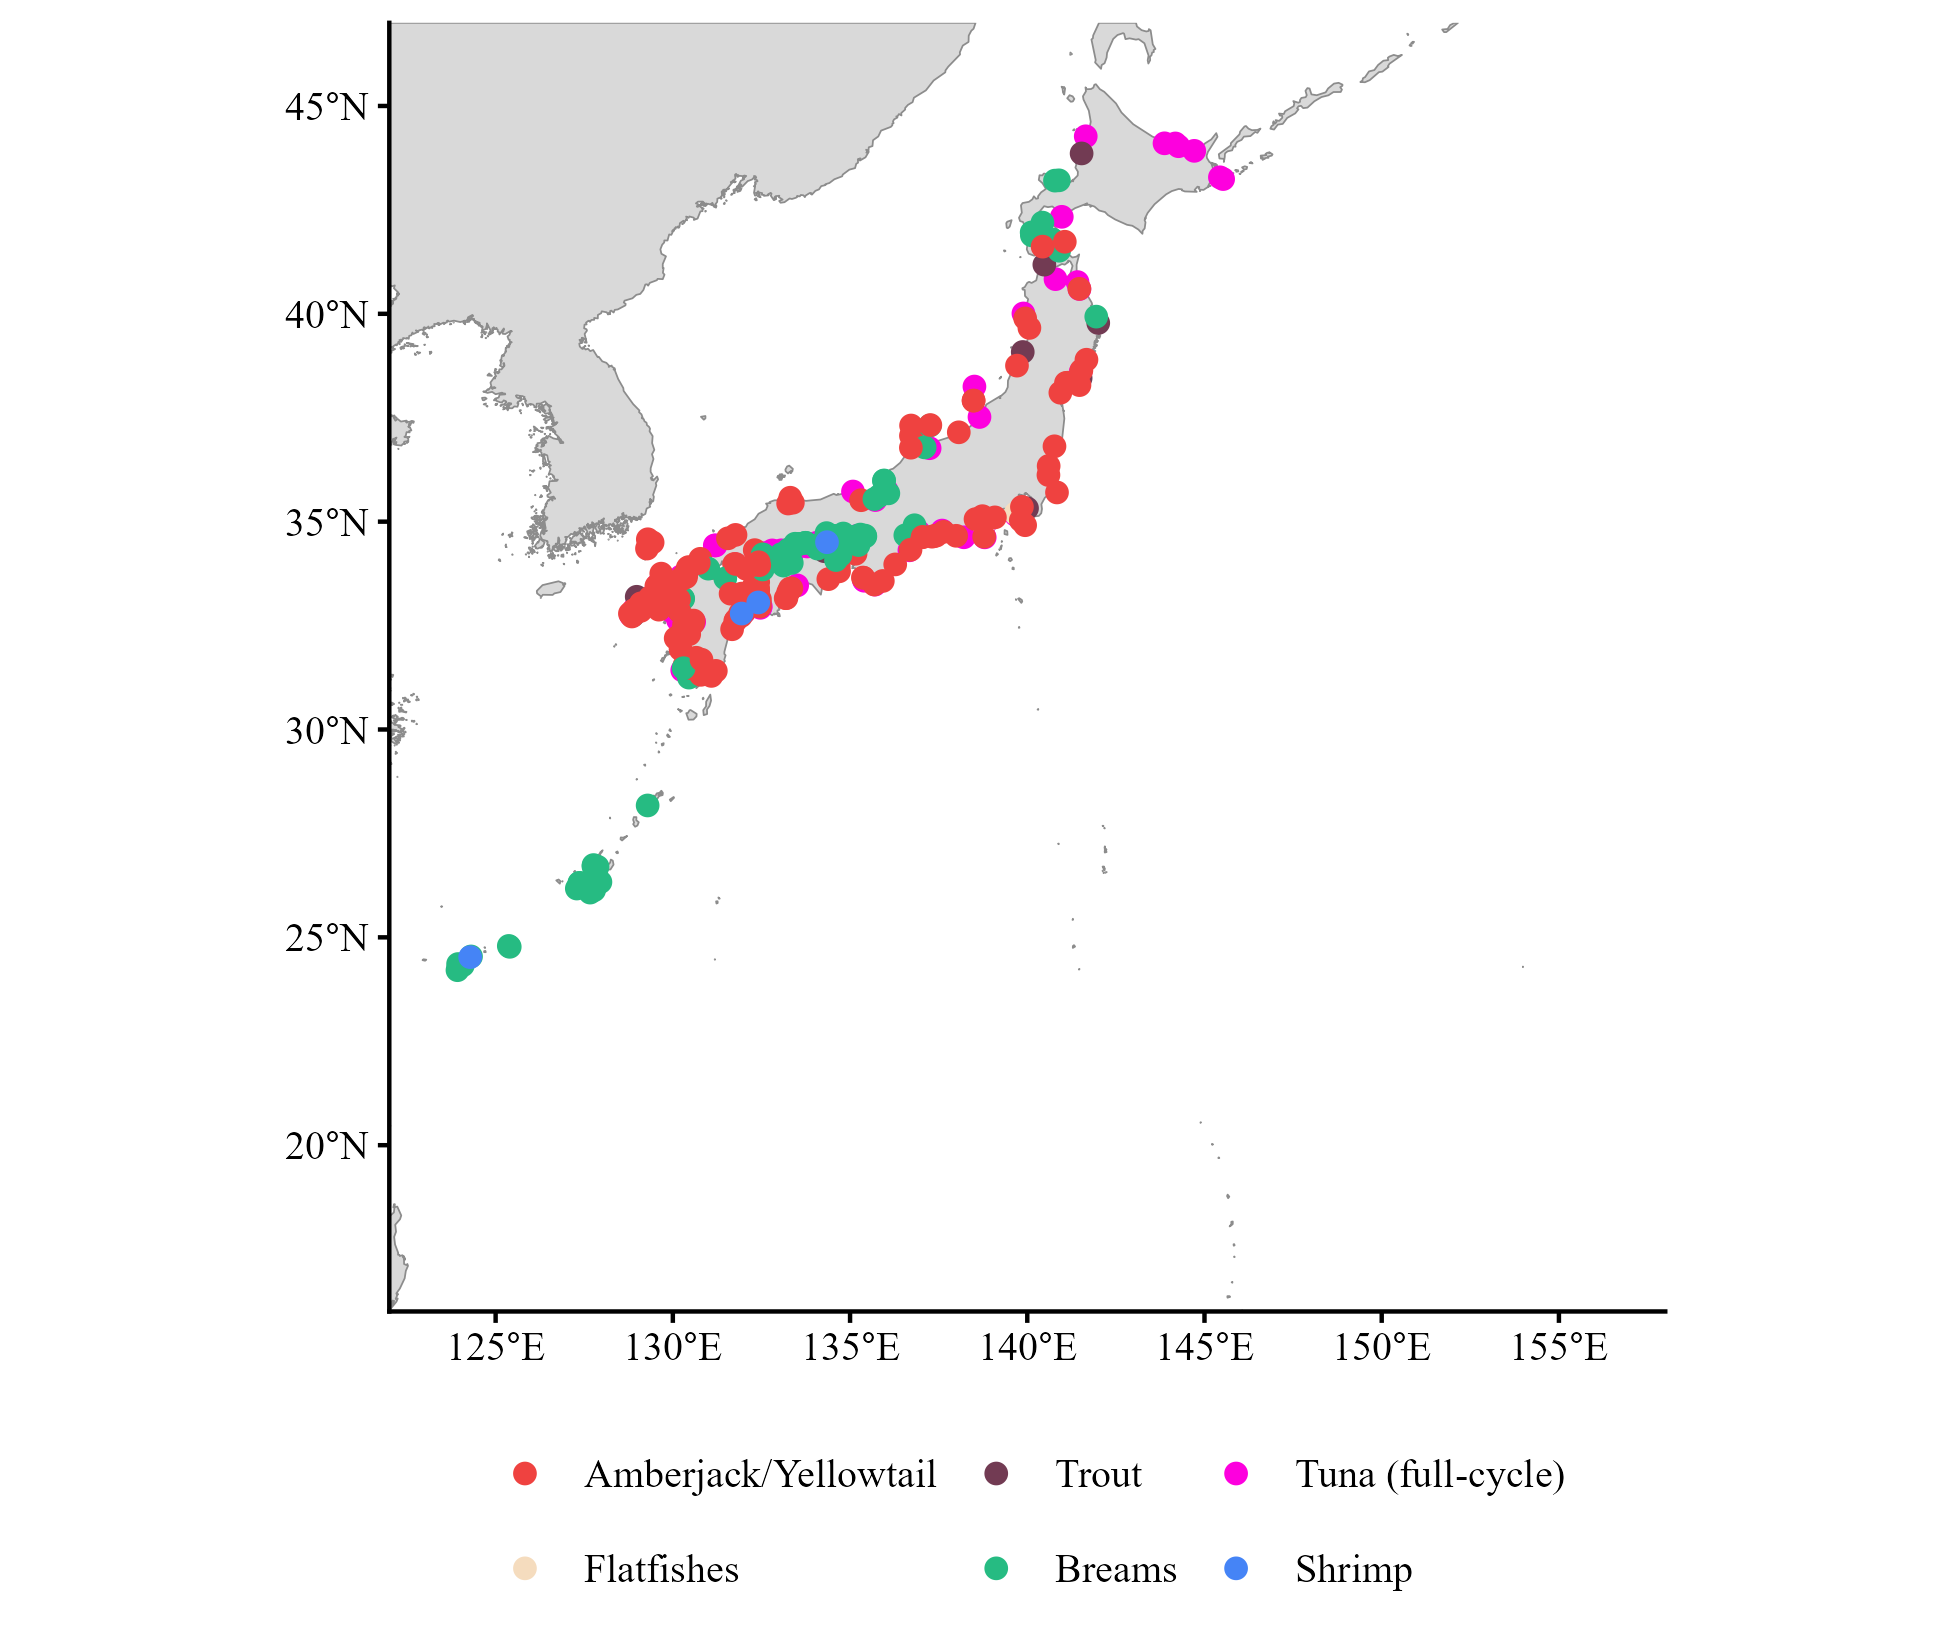 45°N
40°N
35°N
30°N
25°N
20°N
125°E 130°E 135°E 140°E 145°E 150°E 155°E
Amberjack/Yellowtail Trout Tuna (full-cycle)
Flatfishes Breams Shrimp